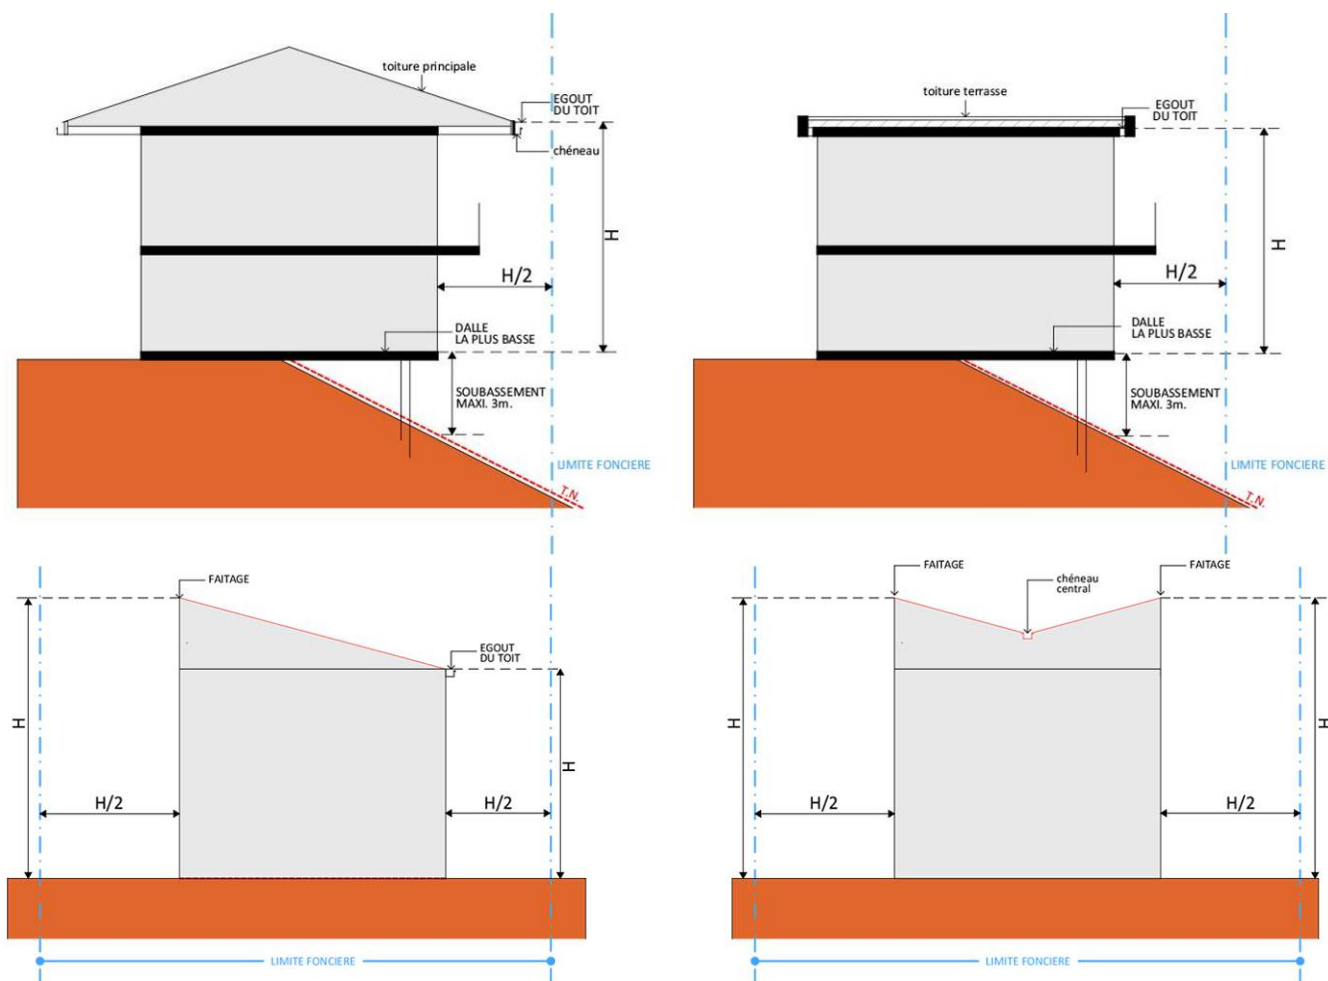 toiture principale
EGOUT
DU TOIT
chéneau
H
H/2
DALLE
LA PLUS BASSE
SOUBASSEMENT
MAXI. 3m.
LIMITE FONCIERE
T.N.
toiture terrasse
EGOUT
DU TOIT
H
H/2
DALLE
LA PLUS BASSE
SOUBASSEMENT
MAXI. 3m.
LIMITE FONCIERE
T.N.
FAITAGE
EGOUT
DU TOIT
H
H
H/2
H/2
LIMITE FONCIERE
FAITAGE
chéneau
central
FAITAGE
H
H
H/2
H/2
LIMITE FONCIERE